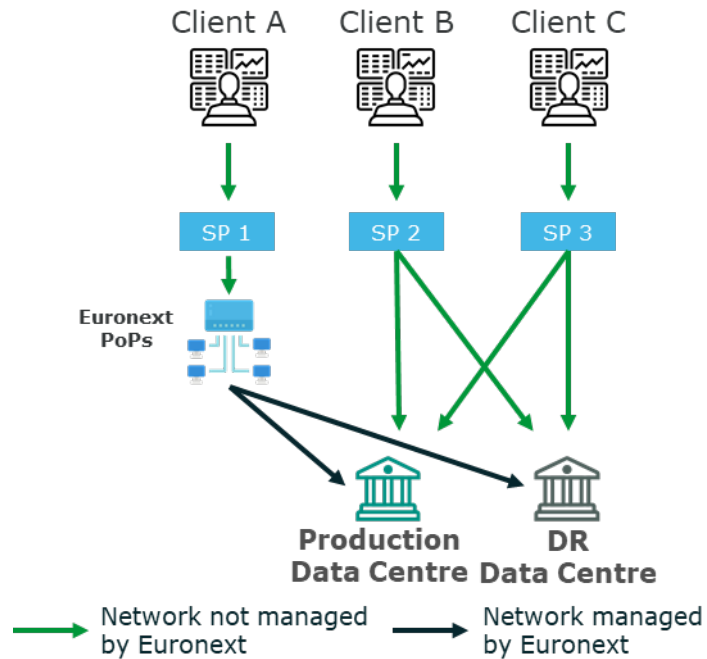 Client A
Client B
Client C
SP 1
SP 2
SP 3
Euronext
PoPs
Production
Data Centre
DR
Data Centre
Network not managed
by Euronext
Network managed
by Euronext